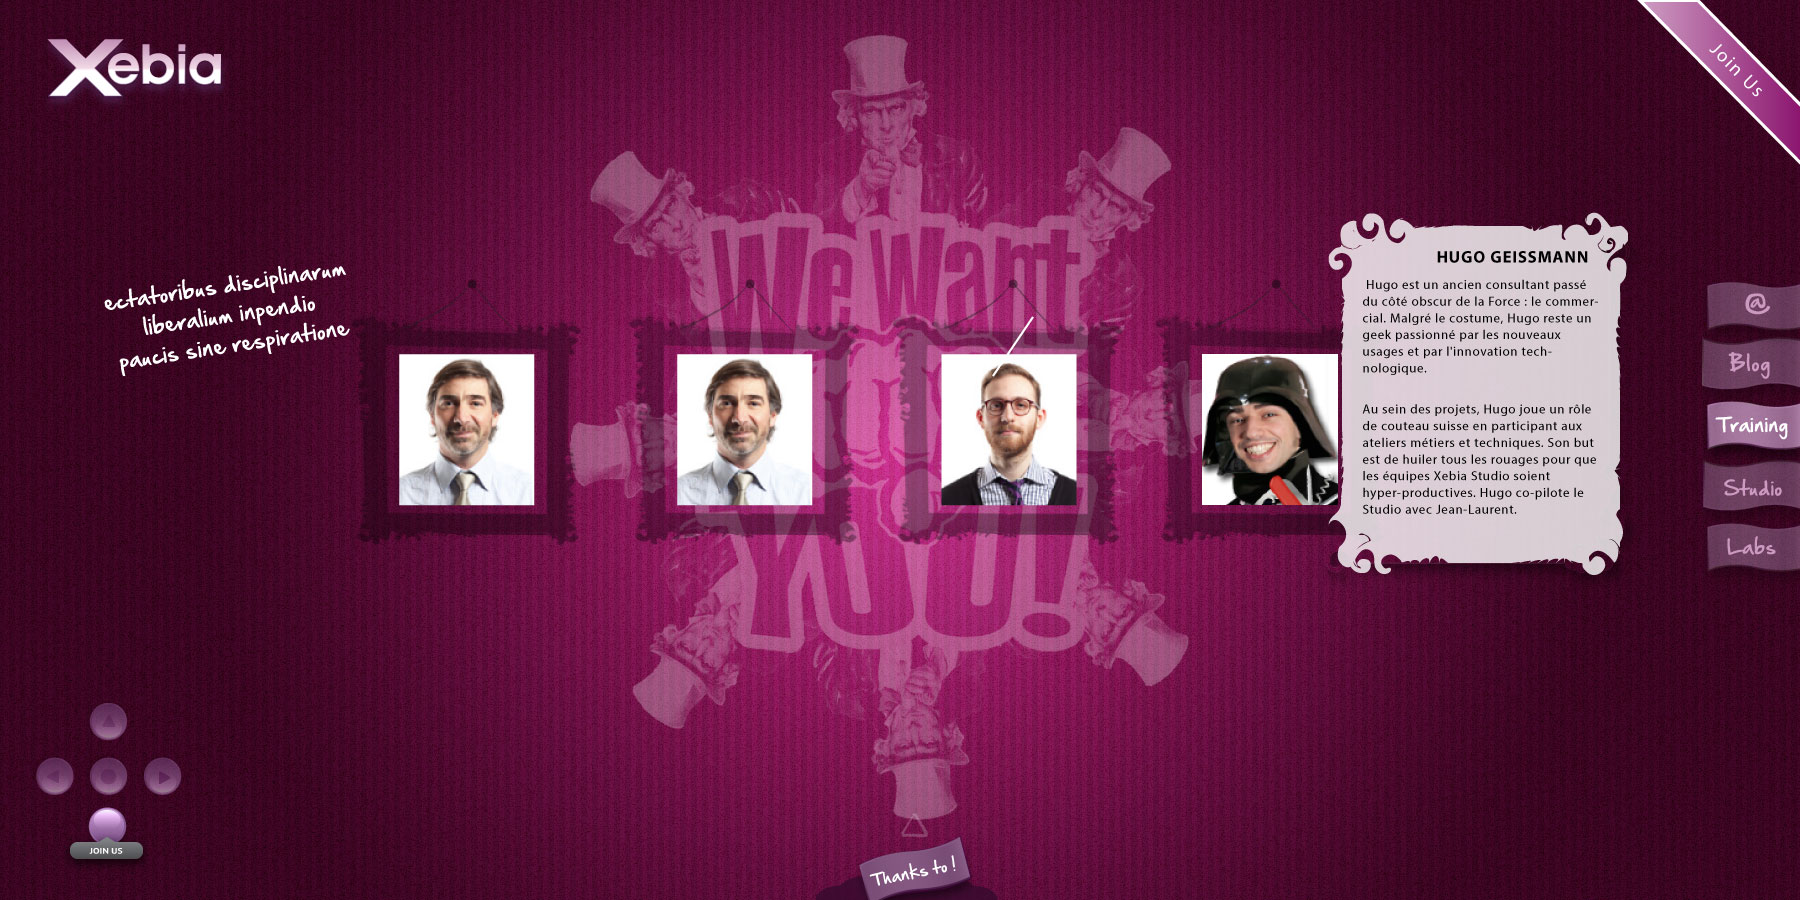 Xebia
Join Us
We Want
You!
ectatoribus disciplinarum
liberalium inpendio
paucis sine respiratione
HUGO GEISSMANN
Hugo est un ancien consultant passé
du côté obscur de la Force : le commer-
cial. Malgré le costume, Hugo reste un
geek passionné par les nouveaux
usages et par l'innovation tech-
nologique.
Au sein des projets, Hugo joue un rôle
de couteau suisse en participant aux
ateliers métiers et techniques. Son but
est de huiler tous les rouages pour que
les équipes Xebia Studio soient
hyper-productives. Hugo co-pilote le
Studio avec Jean-Laurent.
@
Blog
Training
Studio
Labs
JOIN US
Thanks to !